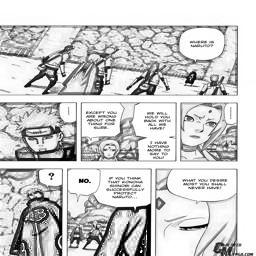 WHERE IS
NARUTO?
WE WILL
HOLD YOU
BACK WITH
ALL WE
HAVE!
I HAVE
NOTHING
MORE TO
SAY TO
YOU!
EXCEPT YOU
ARE WRONG
ABOUT ONE
THING FOR
SURE.
WHAT YOU DESIRE
MOST YOU SHALL
NEVER HAVE!
IF YOU THINK
THAT KONOHA
SHINOBI CAN
SUCCESSFULLY
PROTECT
NARUTO...
NO.
?